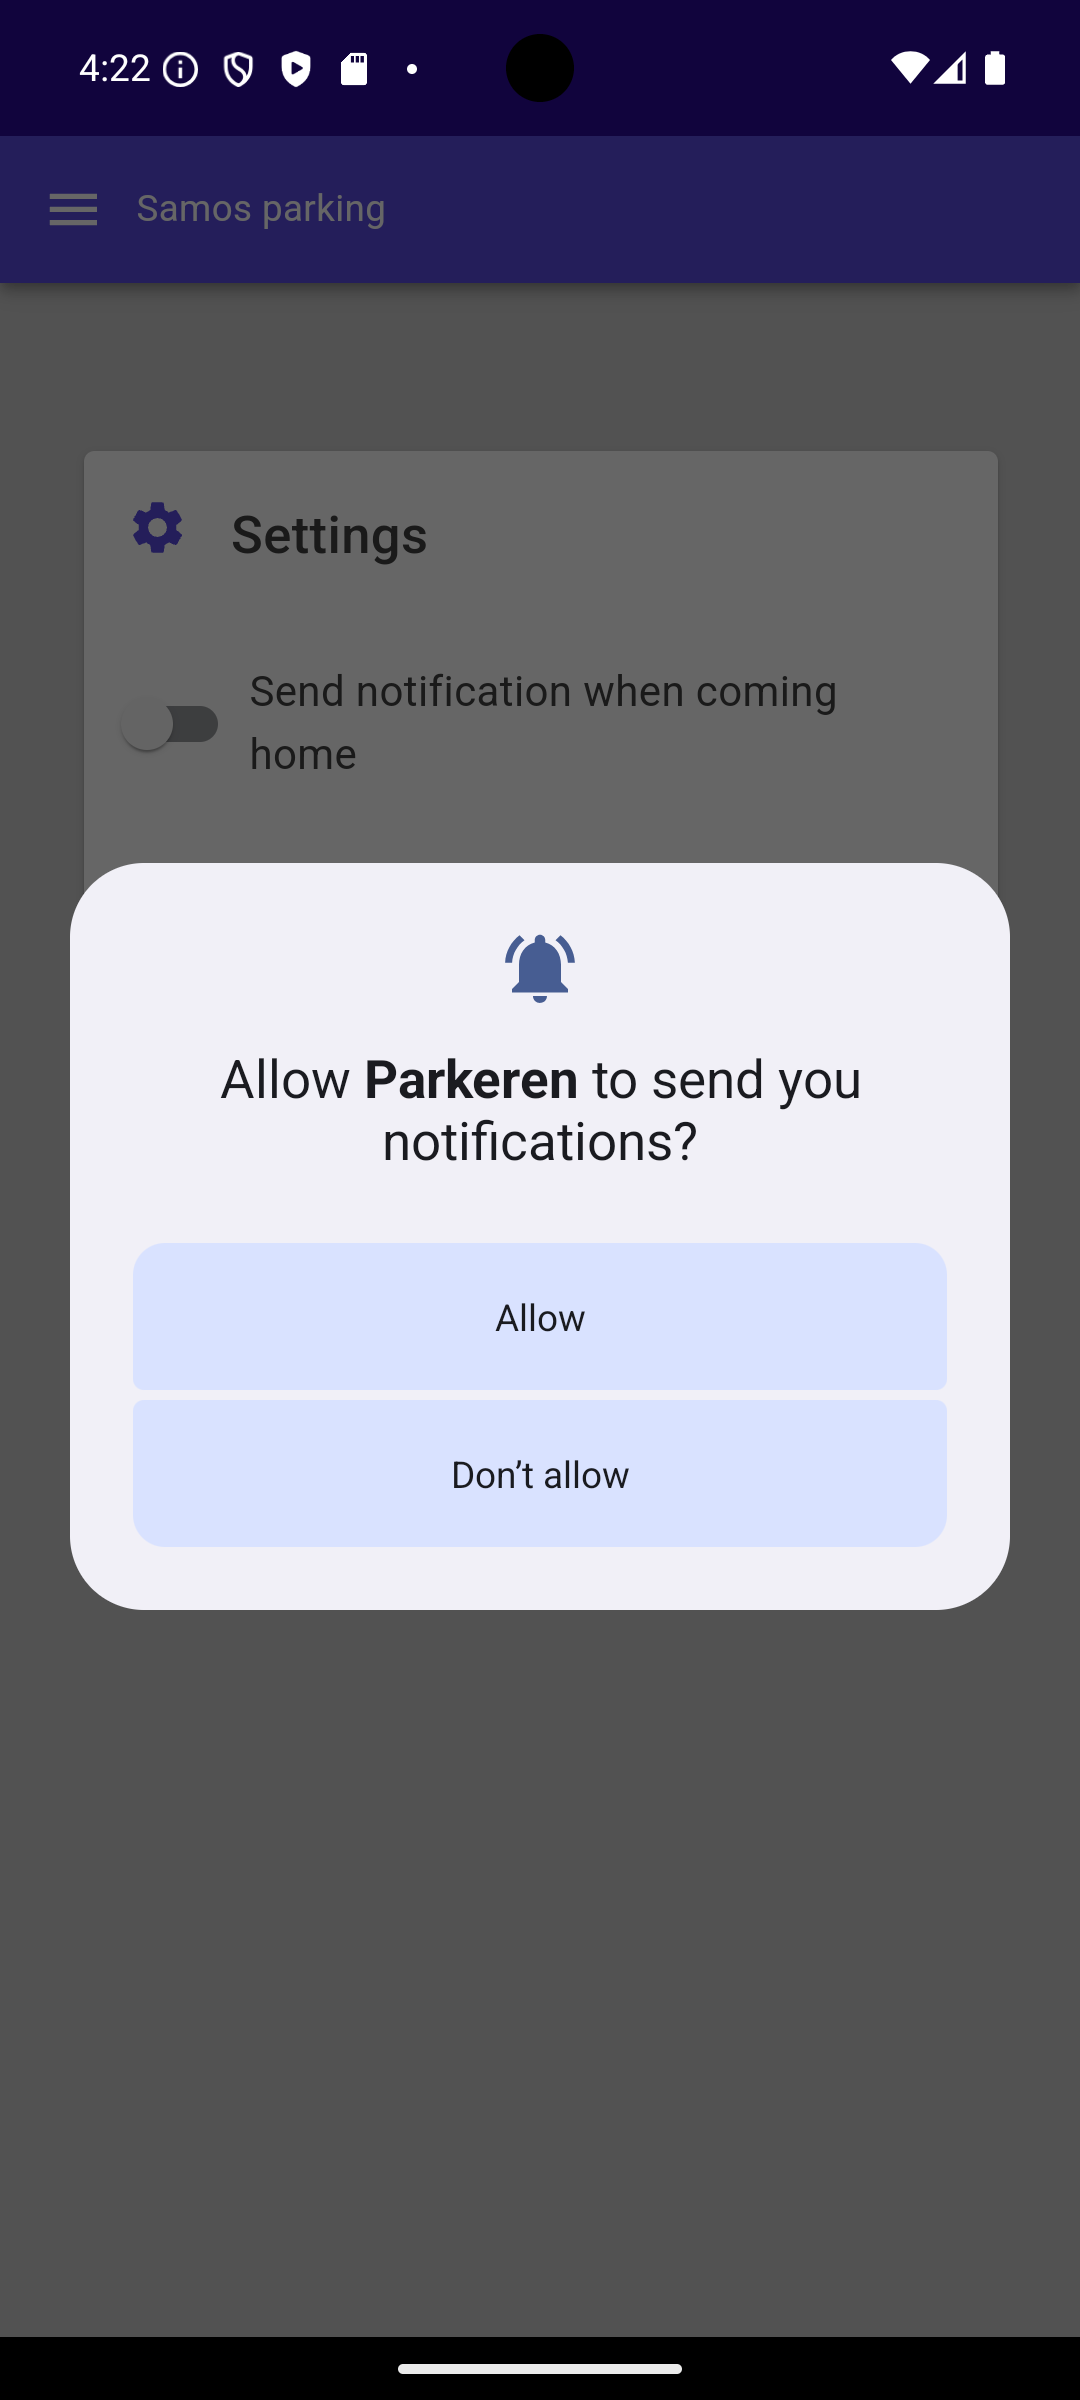 4:22
Samos parking
Settings
Send notification when coming
home
Allow Parkeren to send you
notifications?
Allow
Don’t allow